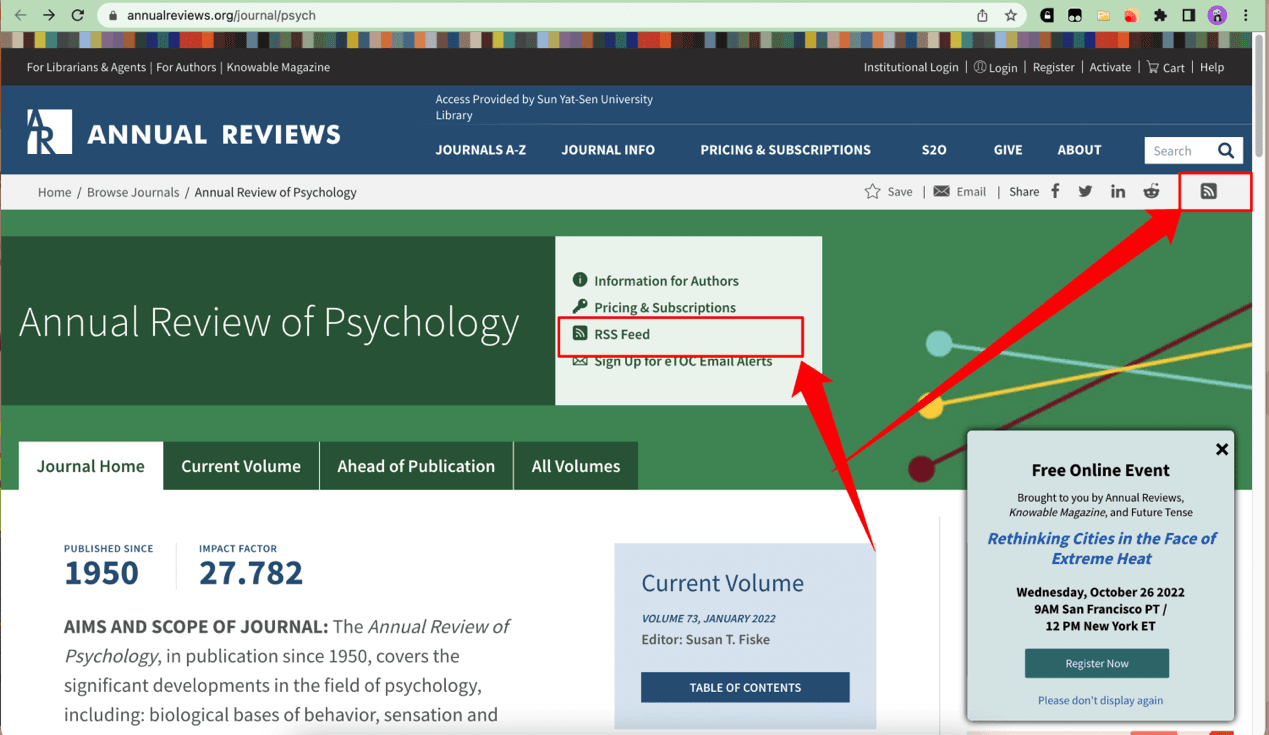 annualreviews.org/journal/psych
For Librarians & Agents | For Authors | Knowable Magazine
Institutional Login | Login | Register | Activate | Cart | Help
Access Provided by Sun Yat-Sen University
Library
AR ANNUAL REVIEWS
JOURNALS A-Z JOURNAL INFO PRICING & SUBSCRIPTIONS S2O GIVE ABOUT Search
Home / Browse Journals / Annual Review of Psychology
Save | Email | Share
Annual Review of Psychology
Information for Authors
Pricing & Subscriptions
RSS Feed
Sign Up for eTOC Email Alerts
Journal Home Current Volume Ahead of Publication All Volumes
PUBLISHED SINCE
1950
IMPACT FACTOR
27.782
AIMS AND SCOPE OF JOURNAL: The Annual Review of
Psychology, in publication since 1950, covers the
significant developments in the field of psychology,
including: biological bases of behavior, sensation and
Current Volume
VOLUME 73, JANUARY 2022
Editor: Susan T. Fiske
TABLE OF CONTENTS
Free Online Event
Brought to you by Annual Reviews,
Knowable Magazine, and Future Tense
Rethinking Cities in the Face of
Extreme Heat
Wednesday, October 26 2022
9AM San Francisco PT /
12 PM New York ET
Register Now
Please don't display again